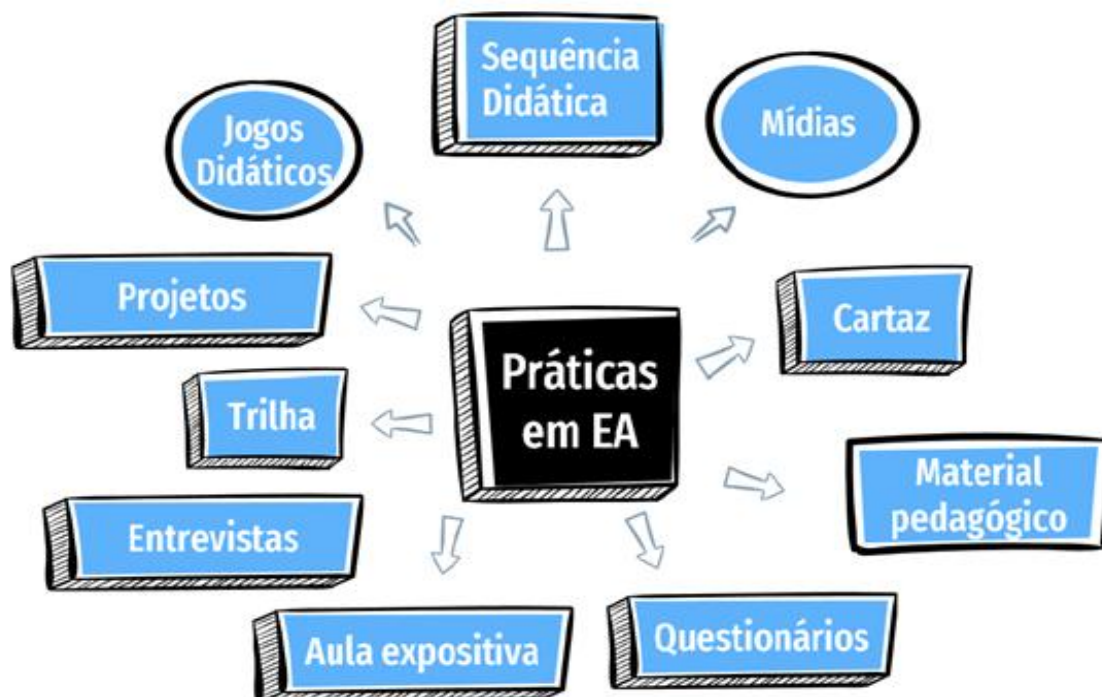 Sequência
Didática
Mídias
Jogos
Didáticos
Projetos
Cartaz
Práticas
em EA
Trilha
Material
pedagógico
Entrevistas
Questionários
Aula expositiva